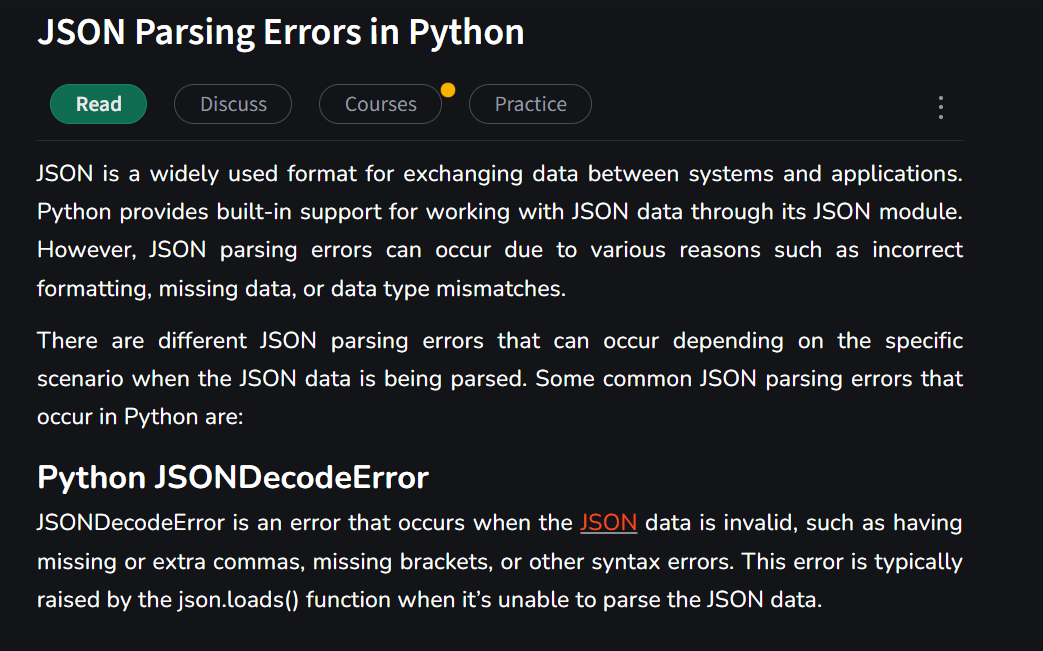 JSON Parsing Errors in Python
Read Discuss Courses Practice
JSON is a widely used format for exchanging data between systems and applications.
Python provides built-in support for working with JSON data through its JSON module.
However, JSON parsing errors can occur due to various reasons such as incorrect
formatting, missing data, or data type mismatches.
There are different JSON parsing errors that can occur depending on the specific
scenario when the JSON data is being parsed. Some common JSON parsing errors that
occur in Python are:
Python JSONDecodeError
JSONDecodeError is an error that occurs when the JSON data is invalid, such as having
missing or extra commas, missing brackets, or other syntax errors. This error is typically
raised by the json.loads() function when it’s unable to parse the JSON data.